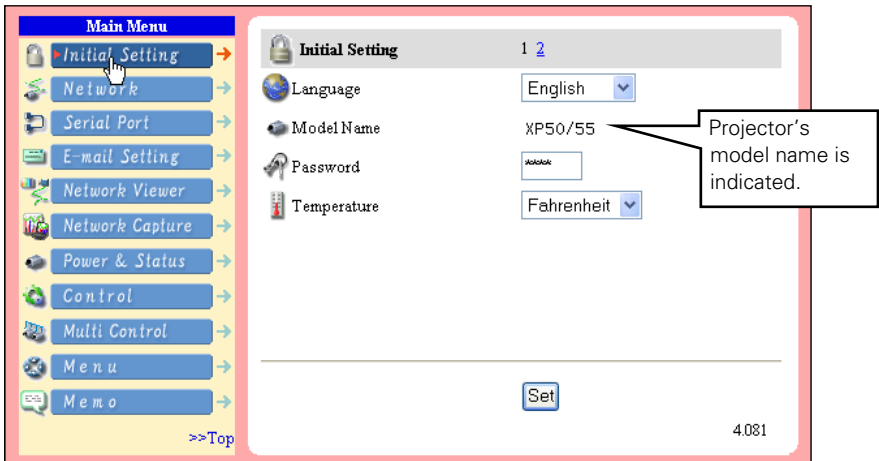 Main Menu
Initial Setting
Network
Serial Port
E-mail Setting
Network Viewer
Network Capture
Power & Status
Control
Multi Control
Menu
Memo
>>Top
Initial Setting 1 2
Language English
Model Name XP50/55
Password ****
Temperature Fahrenheit
Set
4.081
Projector's
model name is
indicated.